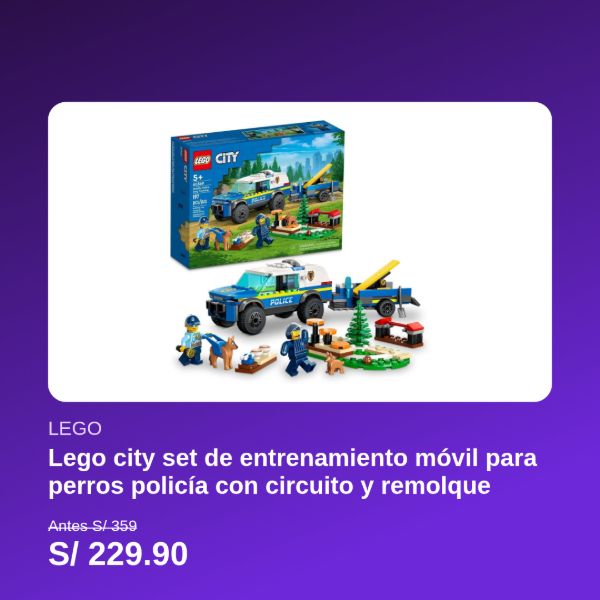 LEGO
CITY
5+
197
POLICE
POLICE
LEGO
Lego city set de entrenamiento móvil para
perros policía con circuito y remolque
Antes S/ 359
S/ 229.90